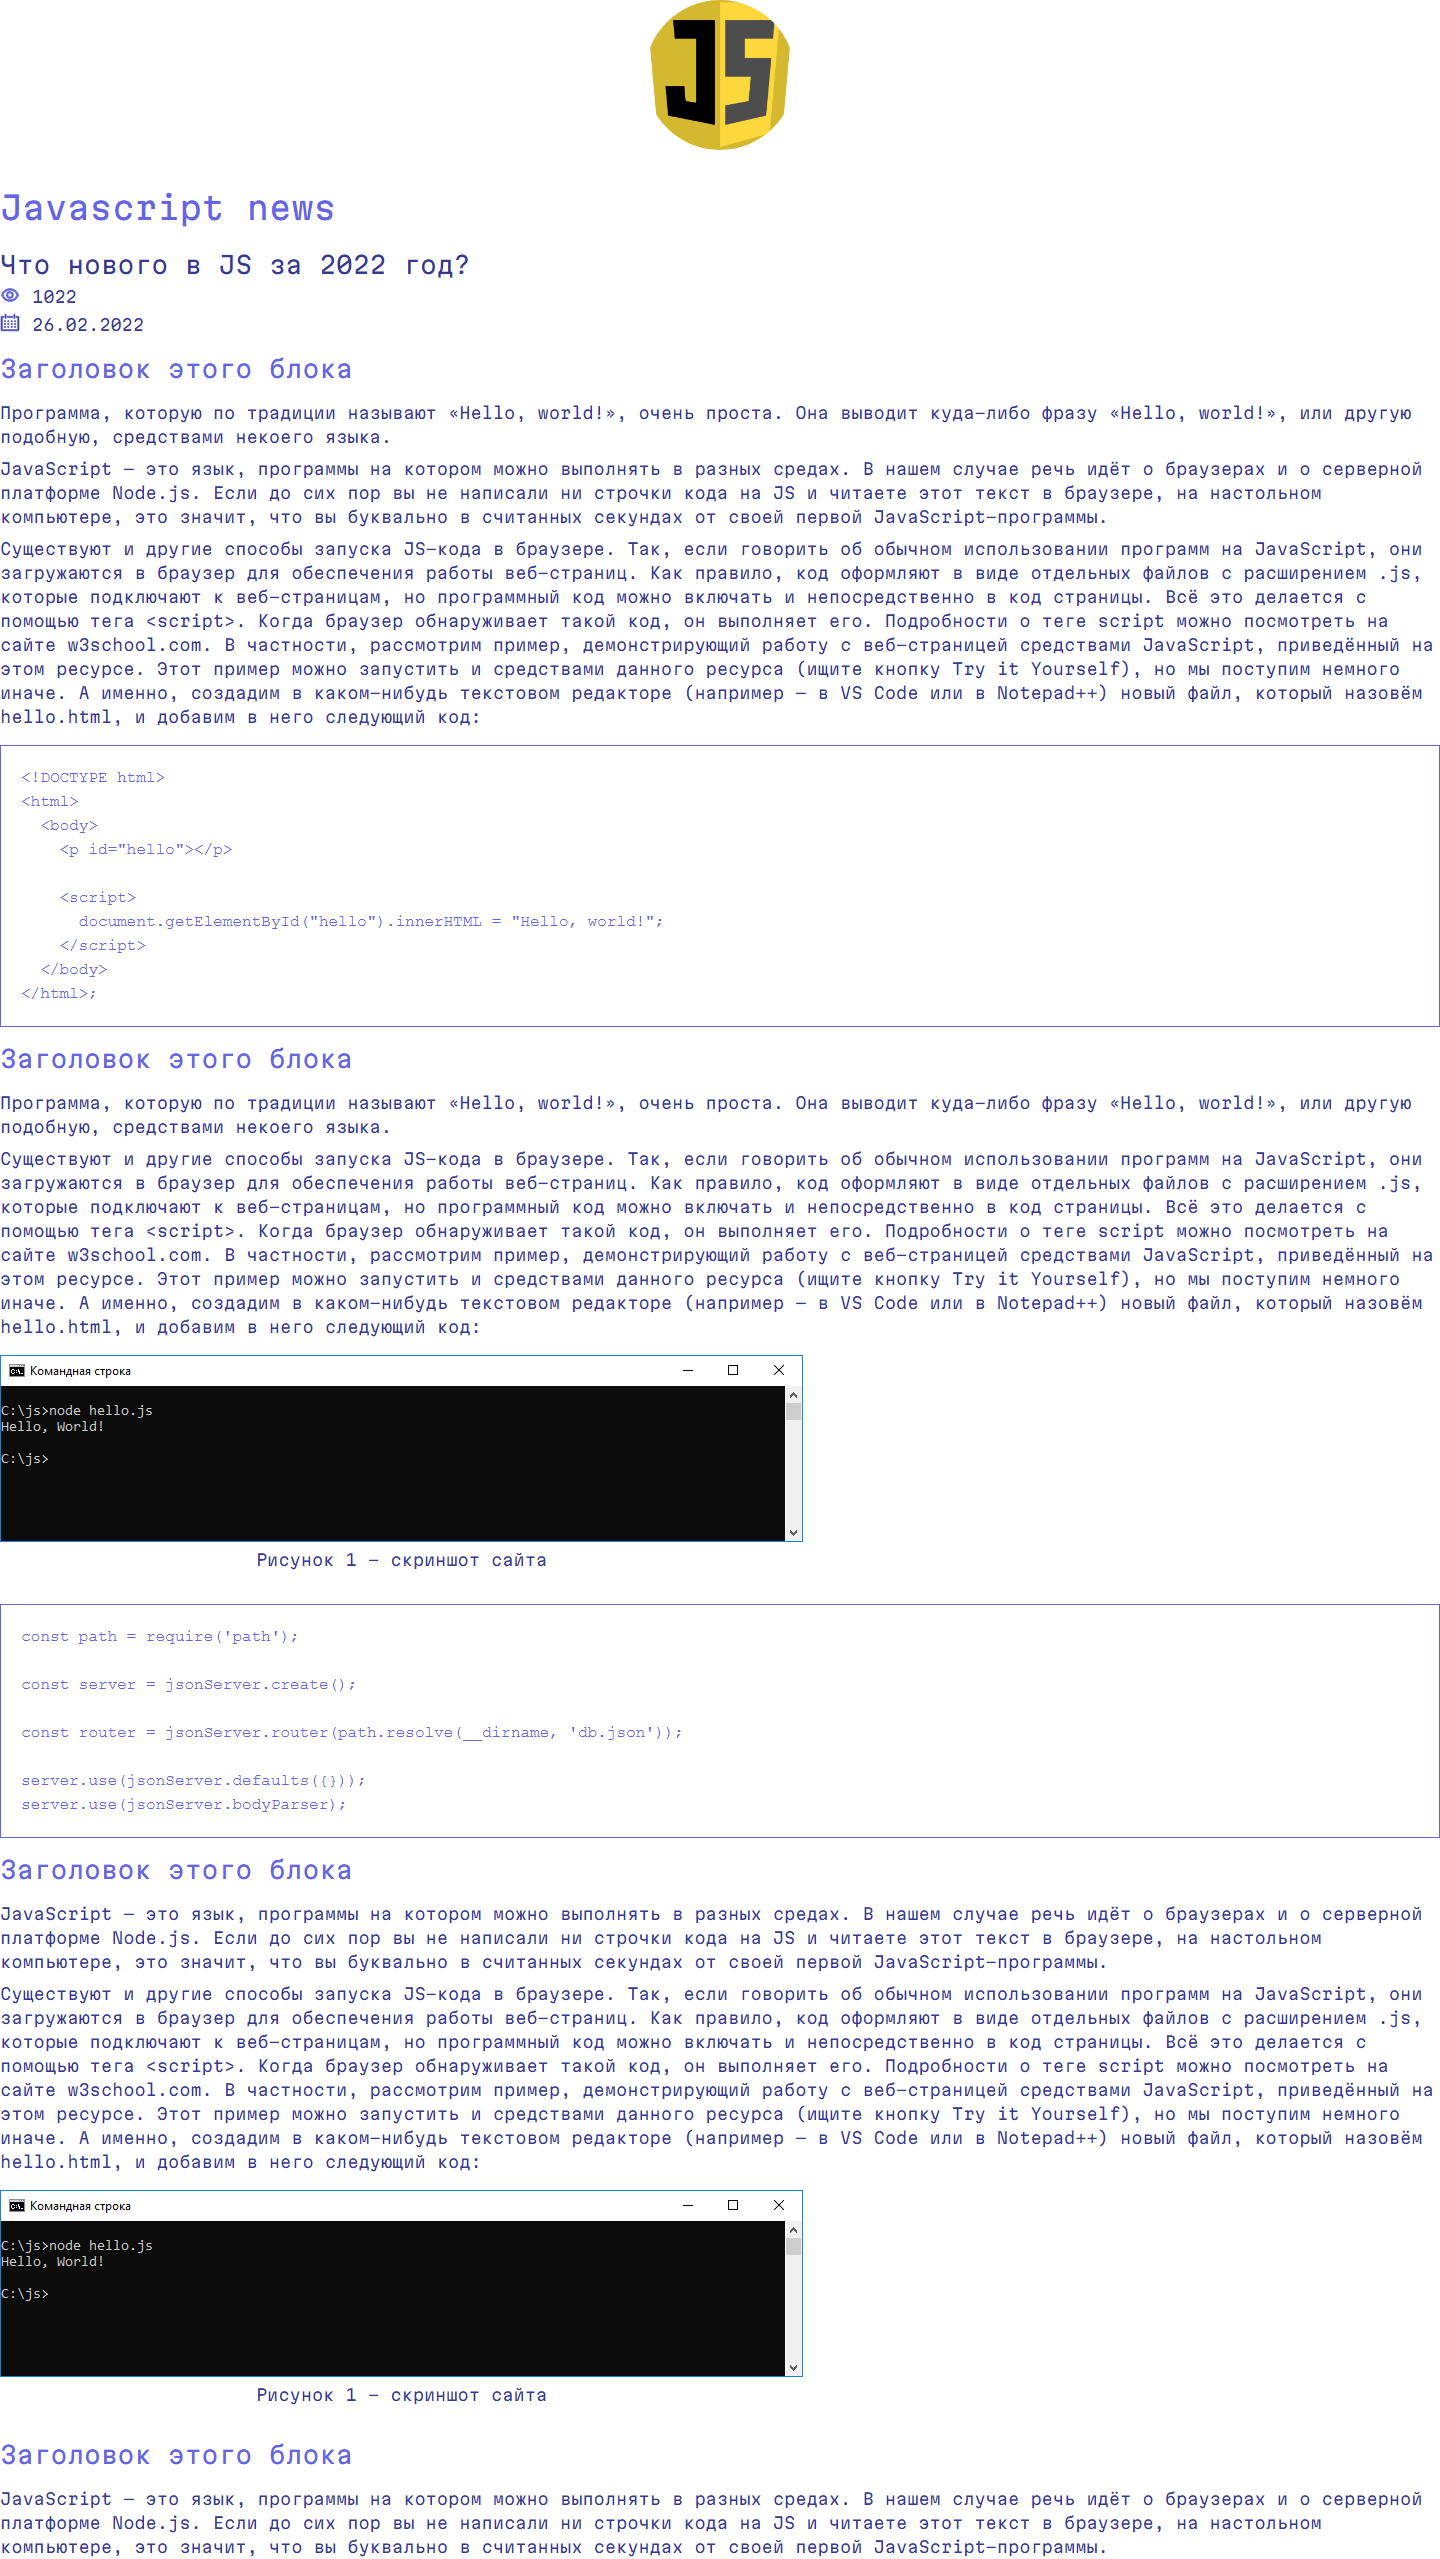 JS
Javascript news
Что нового в JS за 2022 год?
1022
26.02.2022
Заголовок этого блока
Программа, которую по традиции называют «Hello, world!», очень проста. Она выводит куда-либо фразу «Hello, world!», или другую
подобную, средствами некоего языка.
JavaScript — это язык, программы на котором можно выполнять в разных средах. В нашем случае речь идёт о браузерах и о серверной
платформе Node.js. Если до сих пор вы не написали ни строчки кода на JS и читаете этот текст в браузере, на настольном
компьютере, это значит, что вы буквально в считанных секундах от своей первой JavaScript-программы.
Существуют и другие способы запуска JS-кода в браузере. Так, если говорить об обычном использовании программ на JavaScript, они
загружаются в браузер для обеспечения работы веб-страниц. Как правило, код оформляют в виде отдельных файлов с расширением .js,
которые подключают к веб-страницам, но программный код можно включать и непосредственно в код страницы. Всё это делается с
помощью тега <script>. Когда браузер обнаруживает такой код, он выполняет его. Подробности о теге script можно посмотреть на
сайте w3school.com. В частности, рассмотрим пример, демонстрирующий работу с веб-страницей средствами JavaScript, приведённый на
этом ресурсе. Этот пример можно запустить и средствами данного ресурса (ищите кнопку Try it Yourself), но мы поступим немного
иначе. А именно, создадим в каком-нибудь текстовом редакторе (например — в VS Code или в Notepad++) новый файл, который назовём
hello.html, и добавим в него следующий код:
<!DOCTYPE html>
<html>
  <body>
    <p id="hello"></p>
    <script>
      document.getElementById("hello").innerHTML = "Hello, world!";
    </script>
  </body>
</html>;
Заголовок этого блока
Программа, которую по традиции называют «Hello, world!», очень проста. Она выводит куда-либо фразу «Hello, world!», или другую
подобную, средствами некоего языка.
Существуют и другие способы запуска JS-кода в браузере. Так, если говорить об обычном использовании программ на JavaScript, они
загружаются в браузер для обеспечения работы веб-страниц. Как правило, код оформляют в виде отдельных файлов с расширением .js,
которые подключают к веб-страницам, но программный код можно включать и непосредственно в код страницы. Всё это делается с
помощью тега <script>. Когда браузер обнаруживает такой код, он выполняет его. Подробности о теге script можно посмотреть на
сайте w3school.com. В частности, рассмотрим пример, демонстрирующий работу с веб-страницей средствами JavaScript, приведённый на
этом ресурсе. Этот пример можно запустить и средствами данного ресурса (ищите кнопку Try it Yourself), но мы поступим немного
иначе. А именно, создадим в каком-нибудь текстовом редакторе (например — в VS Code или в Notepad++) новый файл, который назовём
hello.html, и добавим в него следующий код:
Командная строка
C:\js>node hello.js
Hello, World!
C:\js>
Рисунок 1 - скриншот сайта
const path = require('path');
const server = jsonServer.create();
const router = jsonServer.router(path.resolve(__dirname, 'db.json'));
server.use(jsonServer.defaults({}));
server.use(jsonServer.bodyParser);
Заголовок этого блока
JavaScript — это язык, программы на котором можно выполнять в разных средах. В нашем случае речь идёт о браузерах и о серверной
платформе Node.js. Если до сих пор вы не написали ни строчки кода на JS и читаете этот текст в браузере, на настольном
компьютере, это значит, что вы буквально в считанных секундах от своей первой JavaScript-программы.
Существуют и другие способы запуска JS-кода в браузере. Так, если говорить об обычном использовании программ на JavaScript, они
загружаются в браузер для обеспечения работы веб-страниц. Как правило, код оформляют в виде отдельных файлов с расширением .js,
которые подключают к веб-страницам, но программный код можно включать и непосредственно в код страницы. Всё это делается с
помощью тега <script>. Когда браузер обнаруживает такой код, он выполняет его. Подробности о теге script можно посмотреть на
сайте w3school.com. В частности, рассмотрим пример, демонстрирующий работу с веб-страницей средствами JavaScript, приведённый на
этом ресурсе. Этот пример можно запустить и средствами данного ресурса (ищите кнопку Try it Yourself), но мы поступим немного
иначе. А именно, создадим в каком-нибудь текстовом редакторе (например — в VS Code или в Notepad++) новый файл, который назовём
hello.html, и добавим в него следующий код:
Командная строка
C:\js>node hello.js
Hello, World!
C:\js>
Рисунок 1 - скриншот сайта
Заголовок этого блока
JavaScript — это язык, программы на котором можно выполнять в разных средах. В нашем случае речь идёт о браузерах и о серверной
платформе Node.js. Если до сих пор вы не написали ни строчки кода на JS и читаете этот текст в браузере, на настольном
компьютере, это значит, что вы буквально в считанных секундах от своей первой JavaScript-программы.